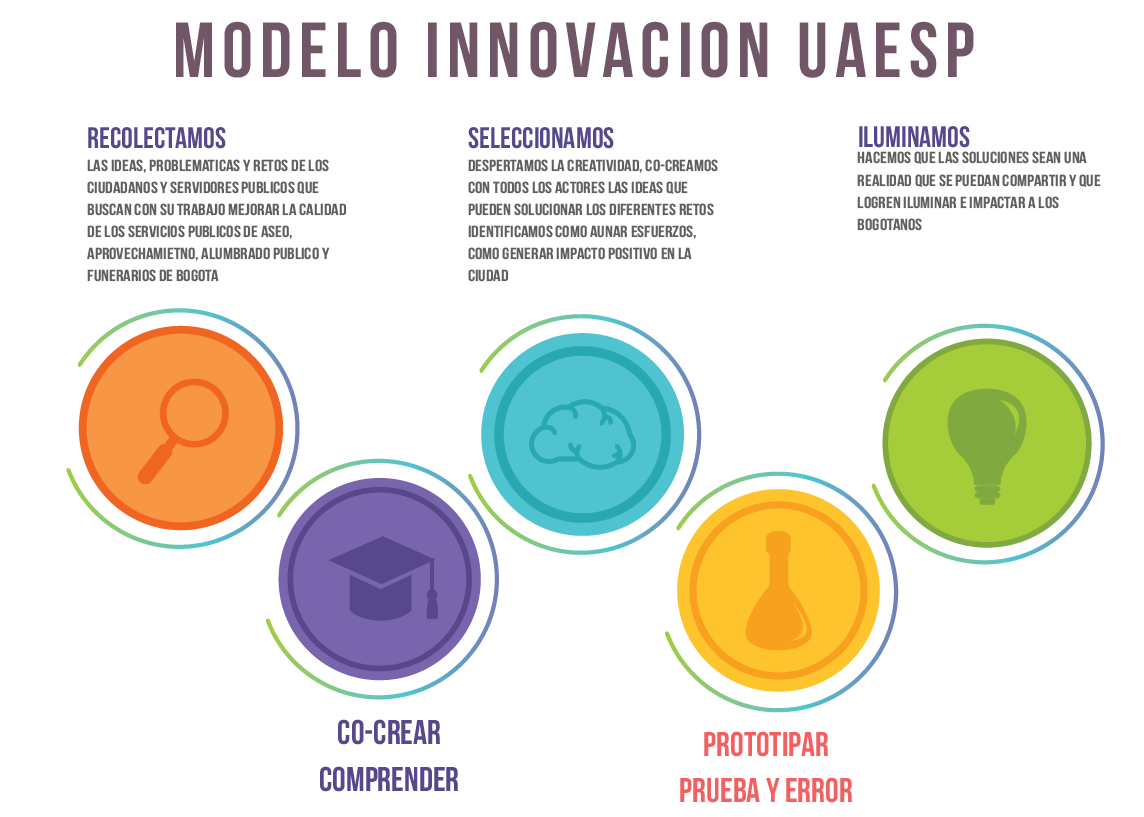 MODELO INNOVACION UAESP
RECOLECTAMOS
LAS IDEAS, PROBLEMATICAS Y RETOS DE LOS
CIUDADANOS Y SERVIDORES PUBLICOS QUE
BUSCAN CON SU TRABAJO MEJORAR LA CALIDAD
DE LOS SERVICIOS PUBLICOS DE ASEO,
APROVECHAMIETNO, ALUMBRADO PUBLICO Y
FUNERARIOS DE BOGOTA
SELECCIONAMOS
DESPERTAMOS LA CREATIVIDAD, CO-CREAMOS
CON TODOS LOS ACTORES LAS IDEAS QUE
PUEDEN SOLUCIONAR LOS DIFERENTES RETOS
IDENTIFICAMOS COMO AUNAR ESFUERZOS,
COMO GENERAR IMPACTO POSITIVO EN LA
CIUDAD
ILUMINAMOS
HACEMOS QUE LAS SOLUCIONES SEAN UNA
REALIDAD QUE SE PUEDAN COMPARTIR Y QUE
LOGREN ILUMINAR E IMPACTAR A LOS
BOGOTANOS
CO-CREAR
COMPRENDER
PROTOTIPAR
PRUEBA Y ERROR